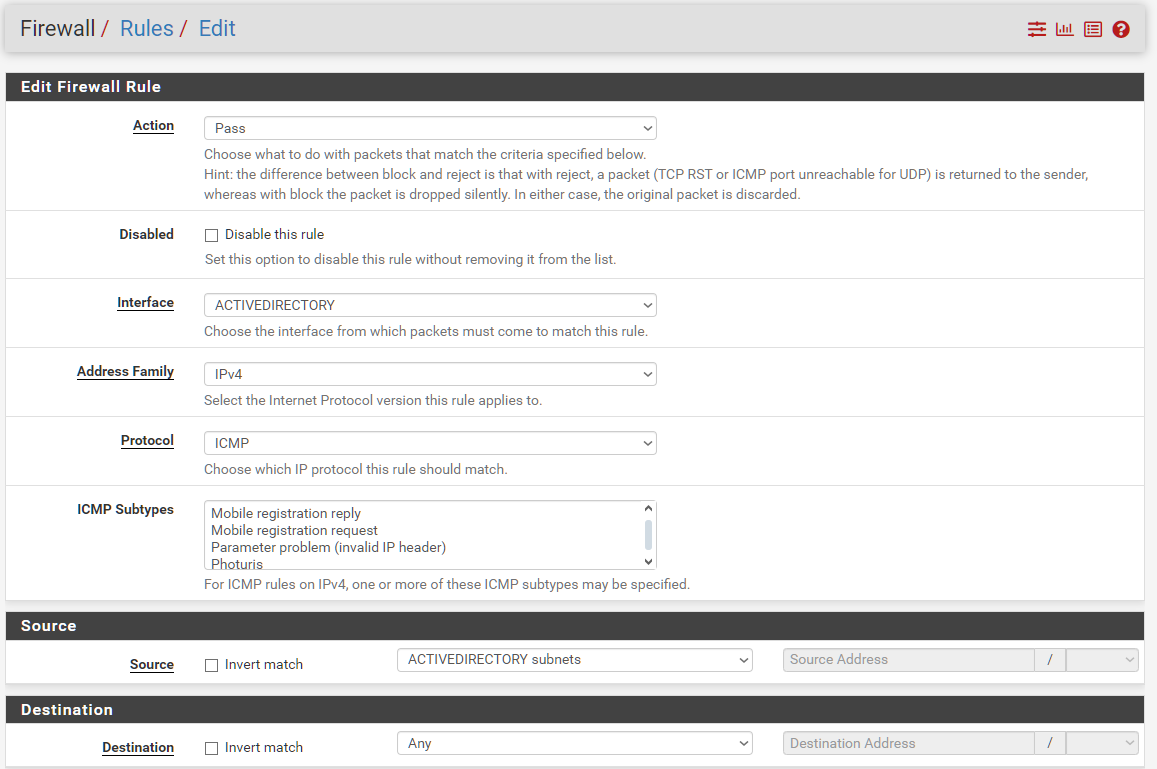 Firewall / Rules / Edit
Edit Firewall Rule
Action
Pass
Choose what to do with packets that match the criteria specified below.
Hint: the difference between block and reject is that with reject, a packet (TCP RST or ICMP port unreachable for UDP) is returned to the sender,
whereas with block the packet is dropped silently. In either case, the original packet is discarded.
Disabled
Disable this rule
Set this option to disable this rule without removing it from the list.
Interface
ACTIVEDIRECTORY
Choose the interface from which packets must come to match this rule.
Address Family
IPv4
Select the Internet Protocol version this rule applies to.
Protocol
ICMP
Choose which IP protocol this rule should match.
ICMP Subtypes
Mobile registration reply
Mobile registration request
Parameter problem (invalid IP header)
Photuris
For ICMP rules on IPv4, one or more of these ICMP subtypes may be specified.
Source
Source
Invert match
ACTIVEDIRECTORY subnets
Source Address
/
Destination
Destination
Invert match
Any
Destination Address
/